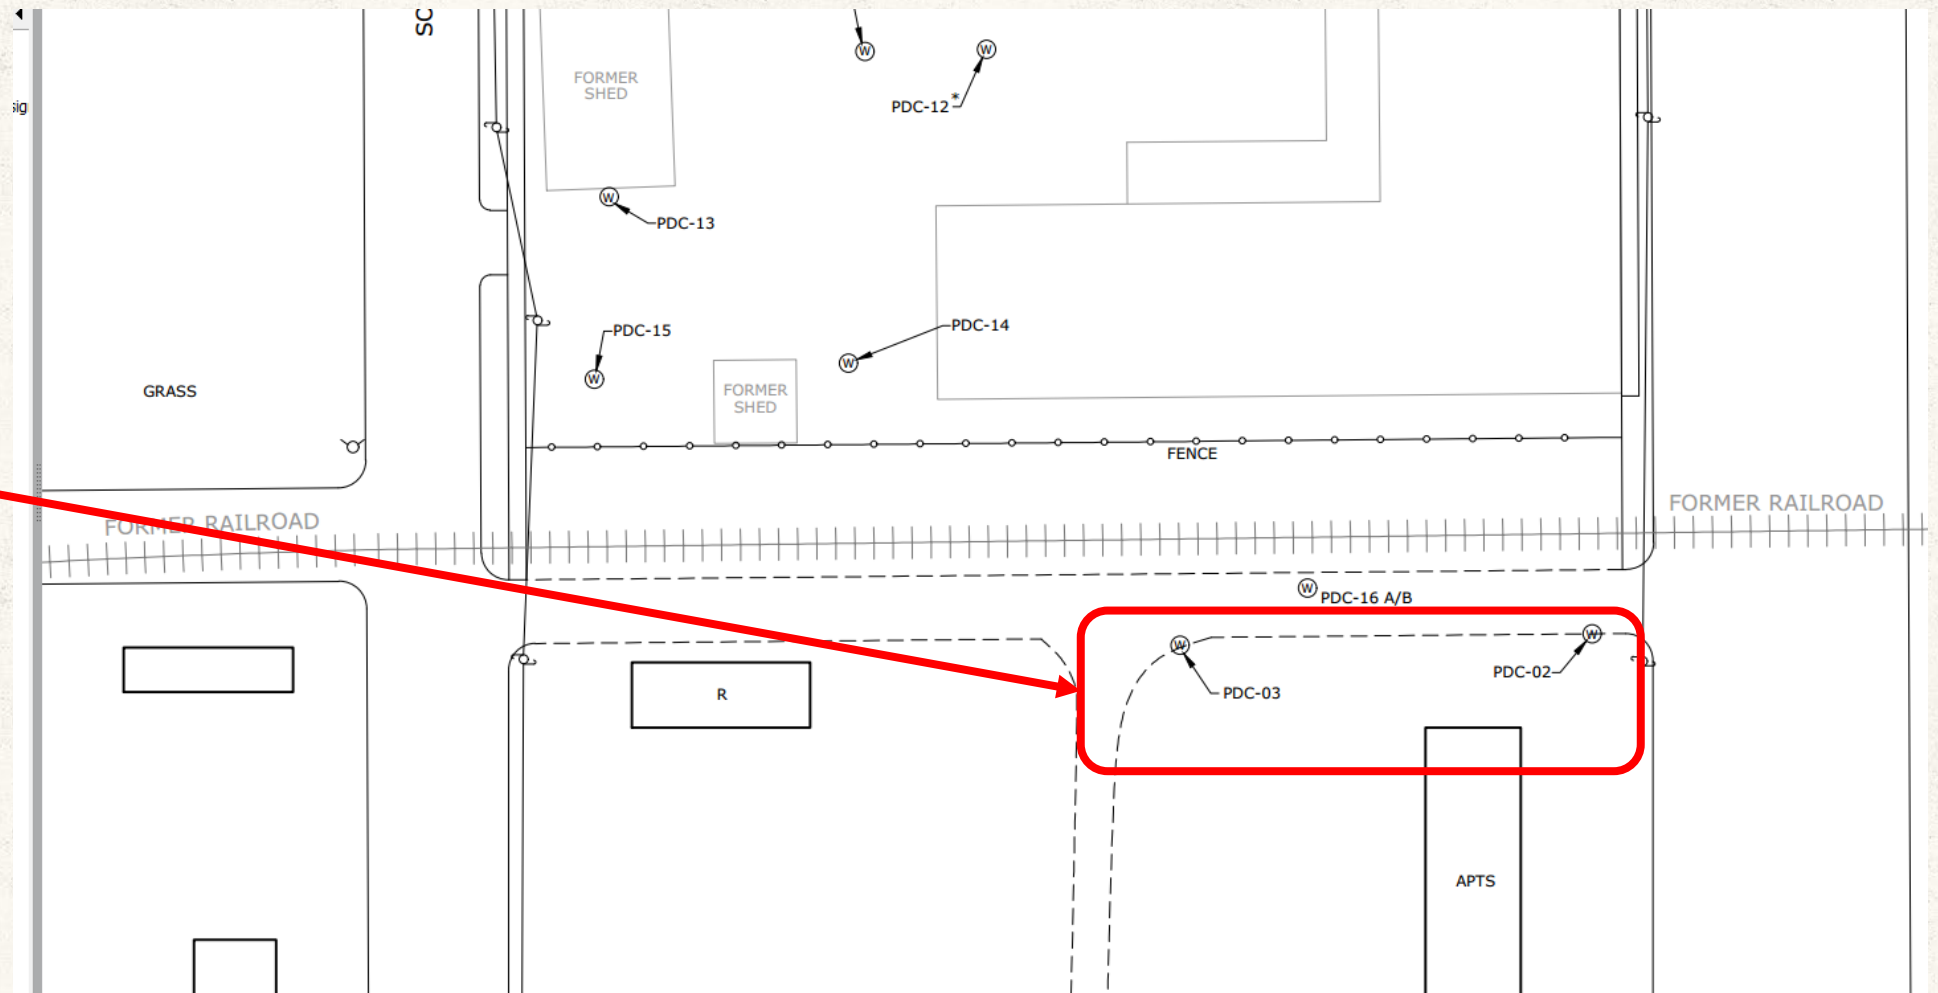 SC
sig
FORMER
SHED
W
W
PDC-12*
W
PDC-13
PDC-15
PDC-14
W
W
GRASS
FORMER
SHED
FENCE
FORMER RAILROAD
FORMER RAILROAD
W
PDC-16 A/B
W
W
PDC-02
PDC-03
R
APTS